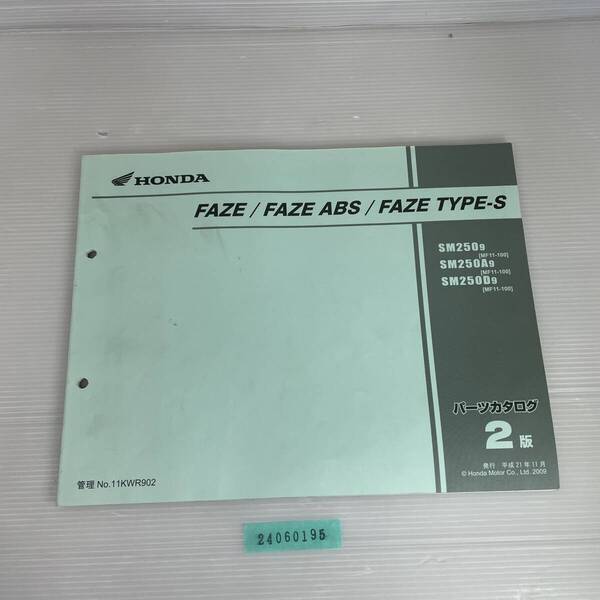 HONDA
FAZE / FAZE ABS / FAZE TYPE-S
SM2509
[MF11-100]
SM250A9
[MF11-100]
SM250D9
[MF11-100]
パーツカタログ
2版
発行 平成21年11月
© Honda Motor Co., Ltd. 2009
管理 No.11KWR902
24060195